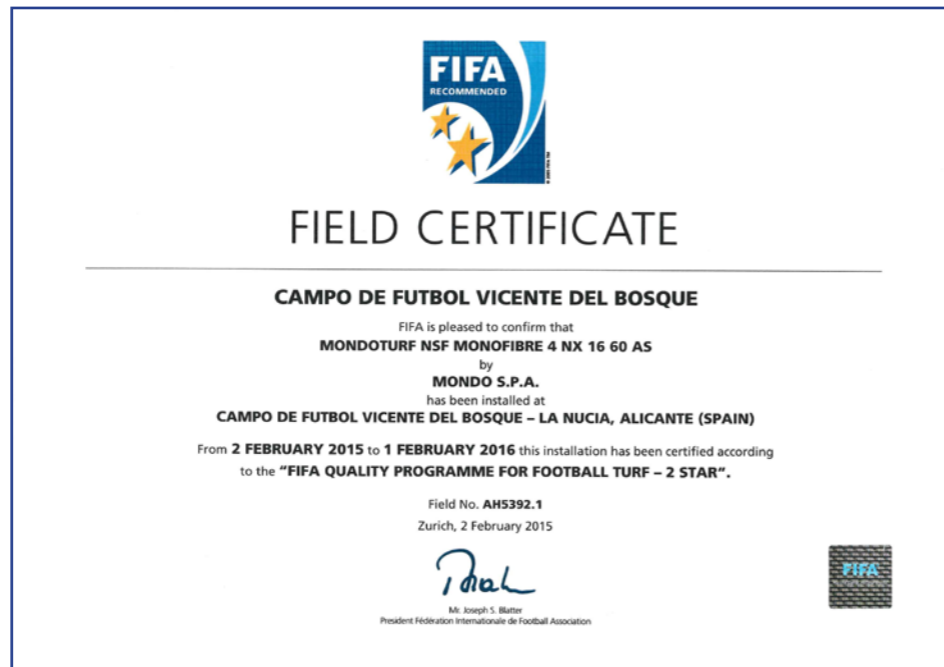 FIFA
RECOMMENDED
FIELD CERTIFICATE
CAMPO DE FUTBOL VICENTE DEL BOSQUE
FIFA is pleased to confirm that
MONDOTURF NSF MONOFIBRE 4 NX 16 60 AS
by
MONDO S.P.A.
has been installed at
CAMPO DE FUTBOL VICENTE DEL BOSQUE – LA NUCIA, ALICANTE (SPAIN)
From 2 FEBRUARY 2015 to 1 FEBRUARY 2016 this installation has been certified according
to the “FIFA QUALITY PROGRAMME FOR FOOTBALL TURF – 2 STAR”.
Field No. AH5392.1
Zurich, 2 February 2015
Mr. Joseph S. Blatter
President Fédération Internationale de Football Association
FIFA